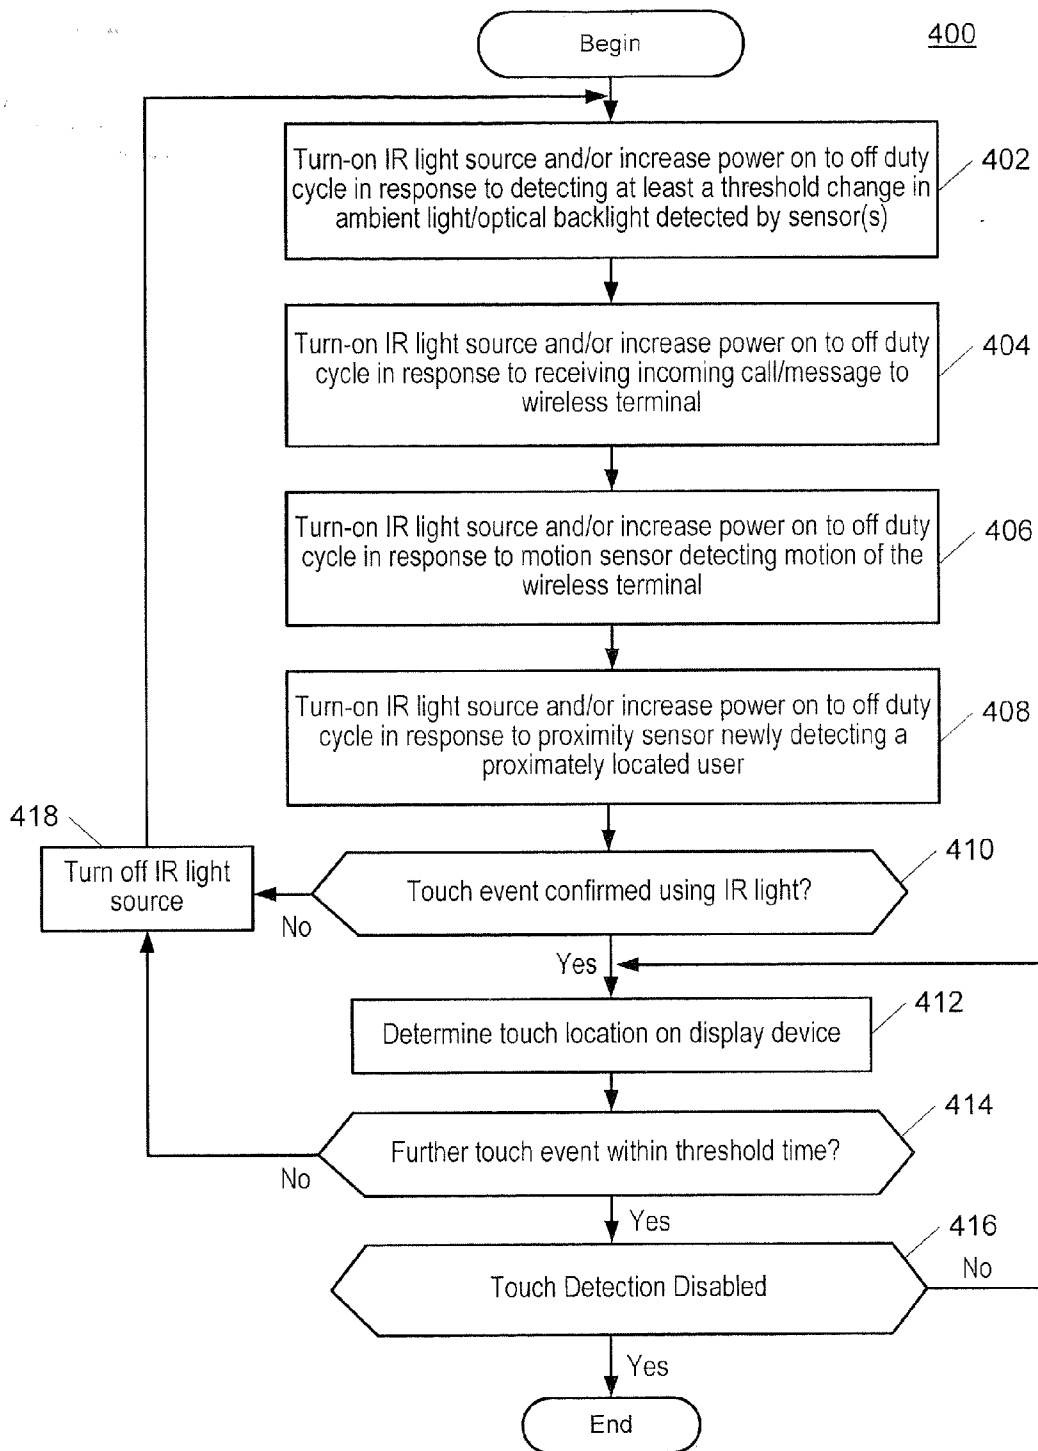 Begin
400
Turn-on IR light source and/or increase power on to off duty
cycle in response to detecting at least a threshold change in
ambient light/optical backlight detected by sensor(s)
402
Turn-on IR light source and/or increase power on to off duty
cycle in response to receiving incoming call/message to
wireless terminal
404
Turn-on IR light source and/or increase power on to off duty
cycle in response to motion sensor detecting motion of the
wireless terminal
406
Turn-on IR light source and/or increase power on to off duty
cycle in response to proximity sensor newly detecting a
proximately located user
408
418
Turn off IR light
source
Touch event confirmed using IR light?
410
No
Yes
Determine touch location on display device
412
Further touch event within threshold time?
414
No
Yes
Touch Detection Disabled
416
No
Yes
End